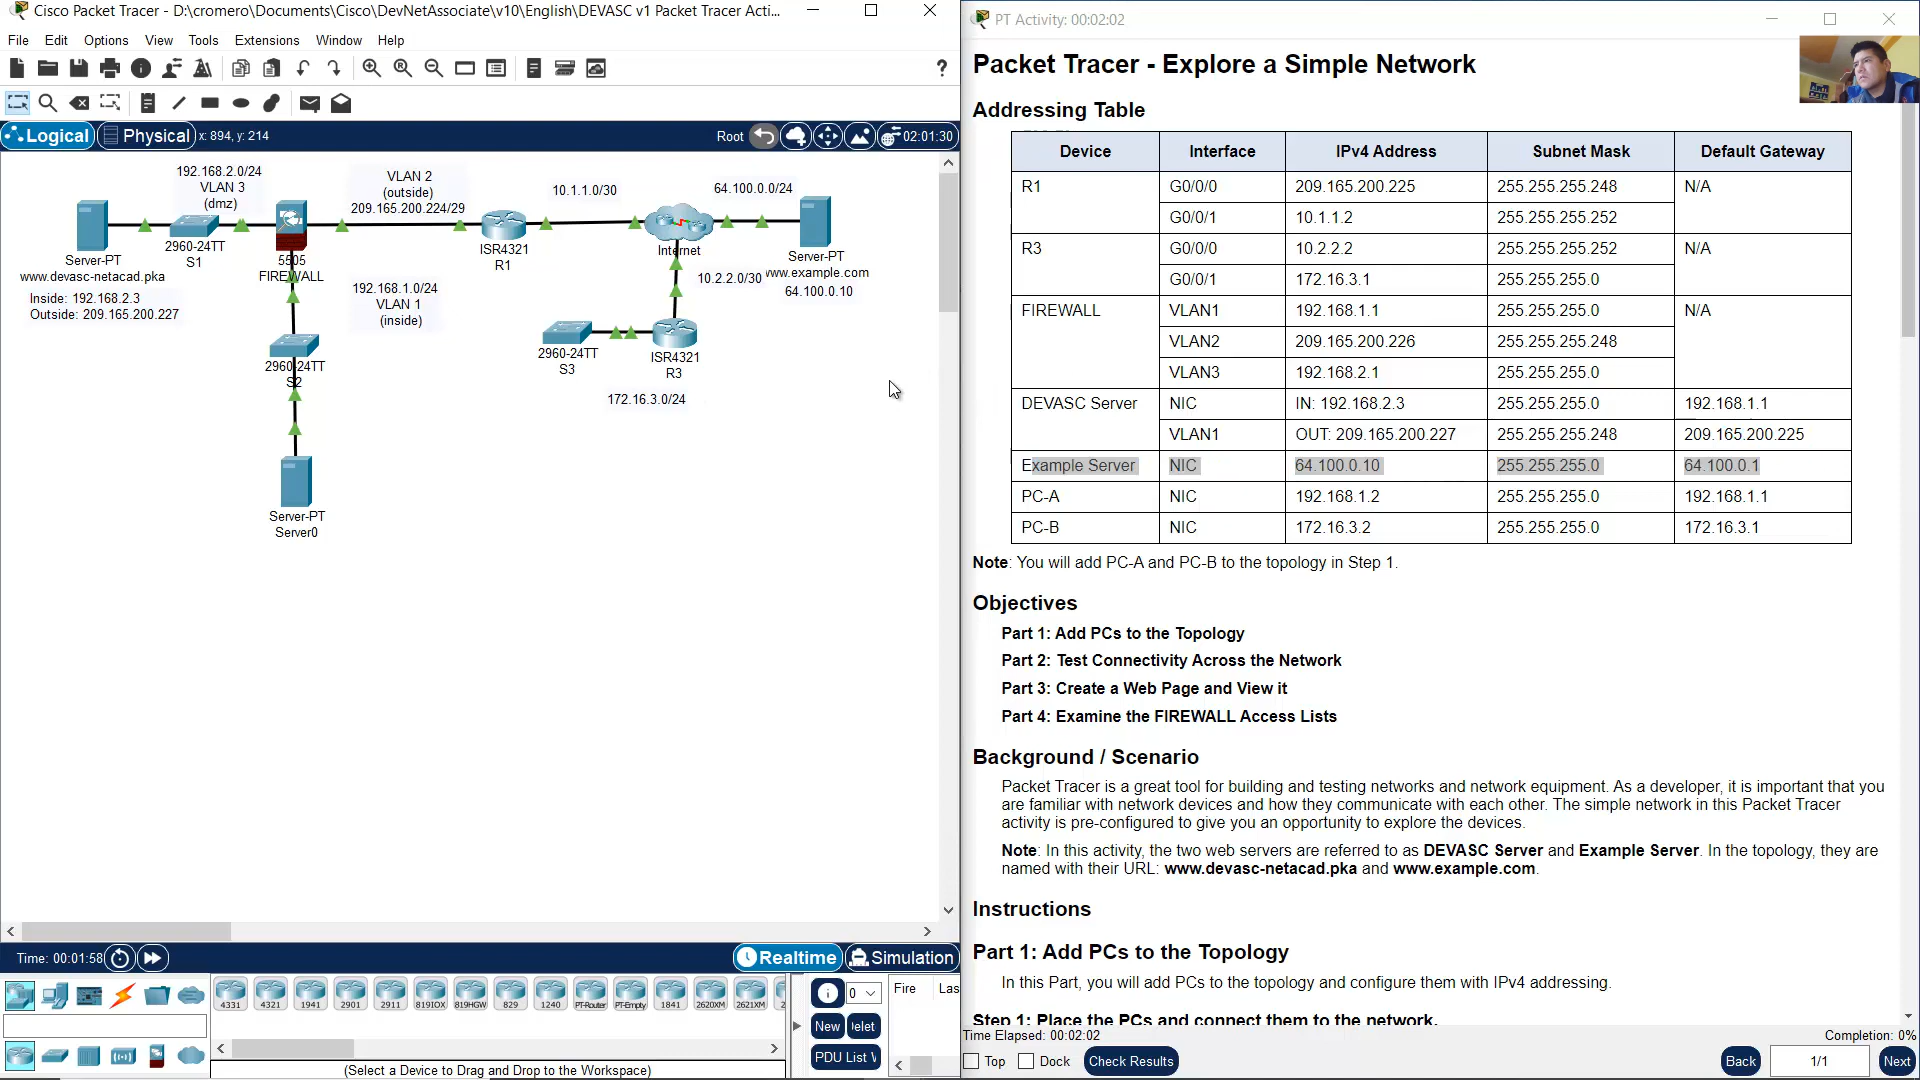 Cisco Packet Tracer - D:\cromero\Documents\Cisco\DevNetAssociate\v10\English\DEVASC v1 Packet Tracer Acti...
File Edit Options View Tools Extensions Window Help
?
Logical Physical x: 894, y: 214 Root 02:01:30
192.168.2.0/24
VLAN 3
(dmz)
VLAN 2
(outside)
209.165.200.224/29
10.1.1.0/30
64.100.0.0/24
Server-PT
www.devasc-netacad.pka
Inside: 192.168.2.3
Outside: 209.165.200.227
2960-24TT
S1
5505
FIREWALL
ISR4321
R1
Internet
Server-PT
www.example.com
64.100.0.10
10.2.2.0/30
192.168.1.0/24
VLAN 1
(inside)
2960-24TT
S2
2960-24TT
S3
ISR4321
R3
172.16.3.0/24
Server-PT
Server0
Time: 00:01:58 Realtime Simulation
4331 4321 1941 2901 2911 819IOX 819HGW 829 1240 PT-Router PT-Empty 1841 2620XM 2621XM 2
0 Fire Las
New elet
PDU List
(Select a Device to Drag and Drop to the Workspace)
PT Activity: 00:02:02
Packet Tracer - Explore a Simple Network
Addressing Table
Device Interface IPv4 Address Subnet Mask Default Gateway
R1 G0/0/0 209.165.200.225 255.255.255.248 N/A
G0/0/1 10.1.1.2 255.255.255.252
R3 G0/0/0 10.2.2.2 255.255.255.252 N/A
G0/0/1 172.16.3.1 255.255.255.0
FIREWALL VLAN1 192.168.1.1 255.255.255.0 N/A
VLAN2 209.165.200.226 255.255.255.248
VLAN3 192.168.2.1 255.255.255.0
DEVASC Server NIC IN: 192.168.2.3 255.255.255.0 192.168.1.1
VLAN1 OUT: 209.165.200.227 255.255.255.248 209.165.200.225
Example Server NIC 64.100.0.10 255.255.255.0 64.100.0.1
PC-A NIC 192.168.1.2 255.255.255.0 192.168.1.1
PC-B NIC 172.16.3.2 255.255.255.0 172.16.3.1
Note: You will add PC-A and PC-B to the topology in Step 1.
Objectives
Part 1: Add PCs to the Topology
Part 2: Test Connectivity Across the Network
Part 3: Create a Web Page and View it
Part 4: Examine the FIREWALL Access Lists
Background / Scenario
Packet Tracer is a great tool for building and testing networks and network equipment. As a developer, it is important that you
are familiar with network devices and how they communicate with each other. The simple network in this Packet Tracer
activity is pre-configured to give you an opportunity to explore the devices.
Note: In this activity, the two web servers are referred to as DEVASC Server and Example Server. In the topology, they are
named with their URL: www.devasc-netacad.pka and www.example.com.
Instructions
Part 1: Add PCs to the Topology
In this Part, you will add PCs to the topology and configure them with IPv4 addressing.
Step 1: Place the PCs and connect them to the network.
Time Elapsed: 00:02:02 Completion: 0%
Top Dock Check Results Back 1/1 Next